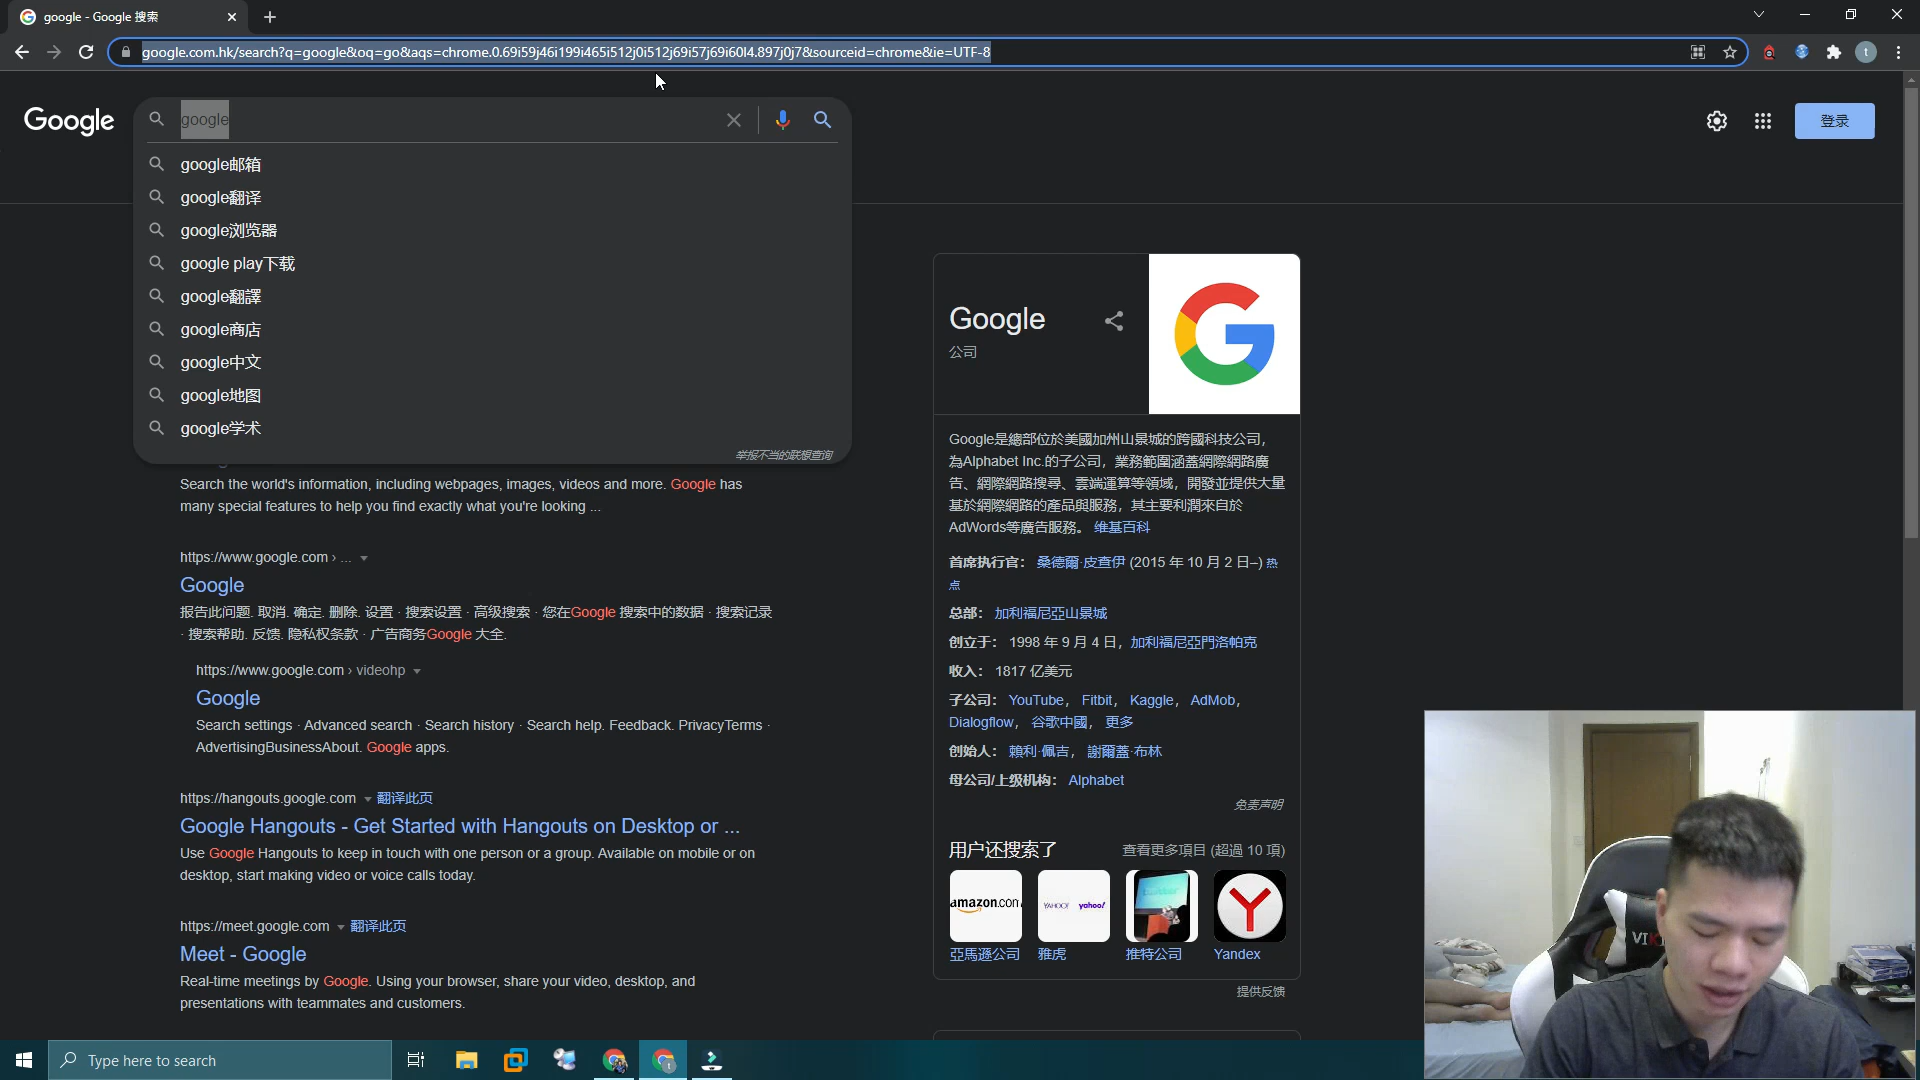 google - Google 搜索
google.com.hk/search?q=google&oq=go&aqs=chrome.0.69i59j46i199i465i512j0i512j69i57j69i60l4.897j0j7&sourceid=chrome&ie=UTF-8
t
Google
google
登录
google邮箱
google翻译
google浏览器
google play下载
google翻譯
google商店
google中文
google地图
google学术
举报不当的联想查询
Search the world's information, including webpages, images, videos and more. Google has
many special features to help you find exactly what you're looking ...
https://www.google.com › ...
Google
报告此问题. 取消. 确定. 删除. 设置 · 搜索设置 · 高级搜索 · 您在Google 搜索中的数据 · 搜索记录
· 搜索帮助. 反馈. 隐私权条款 · 广告商务Google 大全.
https://www.google.com › videohp
Google
Search settings · Advanced search · Search history · Search help. Feedback. PrivacyTerms ·
AdvertisingBusinessAbout. Google apps.
https://hangouts.google.com 翻译此页
Google Hangouts - Get Started with Hangouts on Desktop or ...
Use Google Hangouts to keep in touch with one person or a group. Available on mobile or on
desktop, start making video or voice calls today.
https://meet.google.com 翻译此页
Meet - Google
Real-time meetings by Google. Using your browser, share your video, desktop, and
presentations with teammates and customers.
Google
公司
Google是總部位於美國加州山景城的跨國科技公司，
為Alphabet Inc.的子公司，業務範圍涵蓋網際網路廣
告、網際網路搜尋、雲端運算等領域，開發並提供大量
基於網際網路的產品與服務，其主要利潤來自於
AdWords等廣告服務。 维基百科
首席执行官： 桑德爾·皮查伊 (2015 年 10 月 2 日–) 热
点
总部： 加利福尼亞山景城
创立于： 1998 年 9 月 4 日，加利福尼亞門洛帕克
收入： 1817 亿美元
子公司： YouTube， Fitbit， Kaggle， AdMob，
Dialogflow， 谷歌中國， 更多
创始人： 賴利·佩吉， 謝爾蓋·布林
母公司/上级机构： Alphabet
免责声明
用户还搜索了 查看更多項目 (超過 10 項)
amazon.com
YAHOO! yahoo!
亞馬遜公司 雅虎 推特公司 Yandex
提供反馈
Type here to search